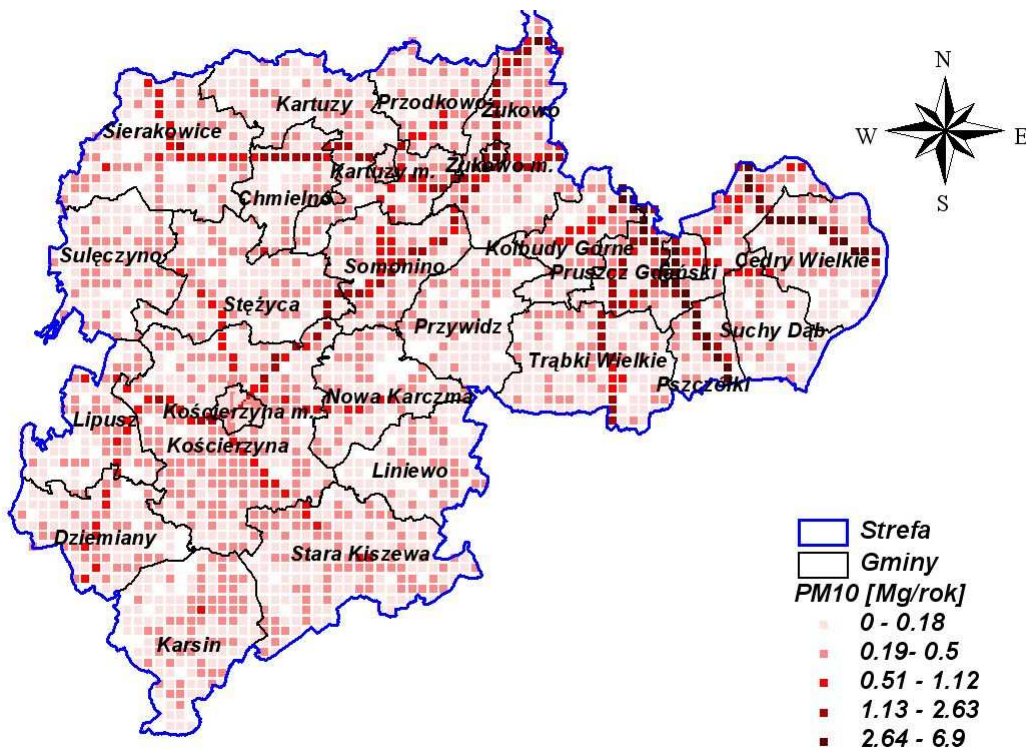 N
W E
S
Kartuzy
Przodkowo
Żukowo
Sierakowice
Kartuzy m.
Żukowo m.
Chmielno
Sulęczyno
Somonino
Kolbudy Górne
Pruszcz Gdański
Cedry Wielkie
Stężyca
Przywidz
Suchy Dąb
Trąbki Wielkie
Pszczółki
Nowa Karczma
Lipusz
Kościerzyna m.
Kościerzyna
Liniewo
Dziemiany
Stara Kiszewa
Karsin
Strefa
Gminy
PM10 [Mg/rok]
0 - 0.18
0.19- 0.5
0.51 - 1.12
1.13 - 2.63
2.64 - 6.9